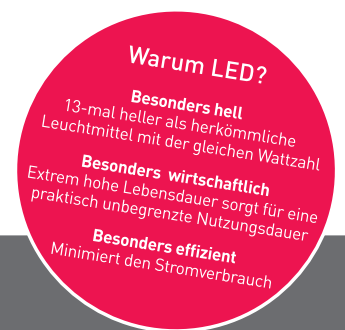 Warum LED?
Besonders hell
13-mal heller als herkömmliche
Leuchtmittel mit der gleichen Wattzahl
Besonders wirtschaftlich
Extrem hohe Lebensdauer sorgt für eine
praktisch unbegrenzte Nutzungsdauer
Besonders effizient
Minimiert den Stromverbrauch